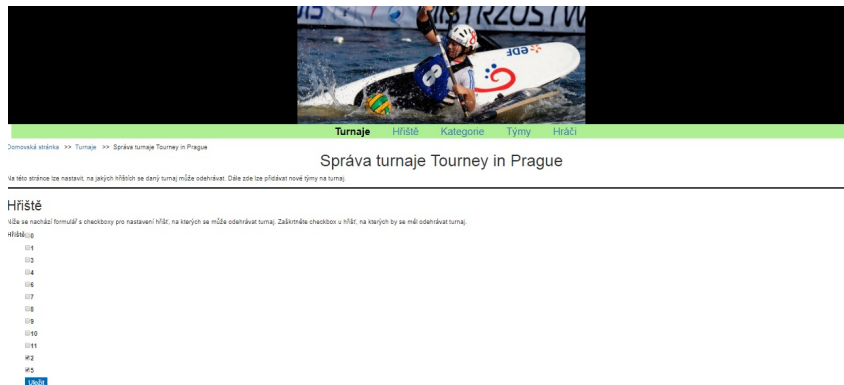 MISTRZOSTW
edf
8
Turnaje Hřiště Kategorie Týmy Hráči
Domovská stránka >> Turnaje >> Správa turnaje Tourney in Prague
Správa turnaje Tourney in Prague
Na této stránce lze nastavit, na jakých hřištích se daný turnaj může odehrávat. Dále zde lze přidávat nové týmy na turnaj.
Hřiště
Níže se nachází formulář s checkboxy pro nastavení hřišť, na kterých se může odehrávat turnaj. Zaškrtněte checkbox u hřišť, na kterých by se měl odehrávat turnaj.
Hřiště 0
1
3
4
6
7
8
9
10
11
2
5
Uložit